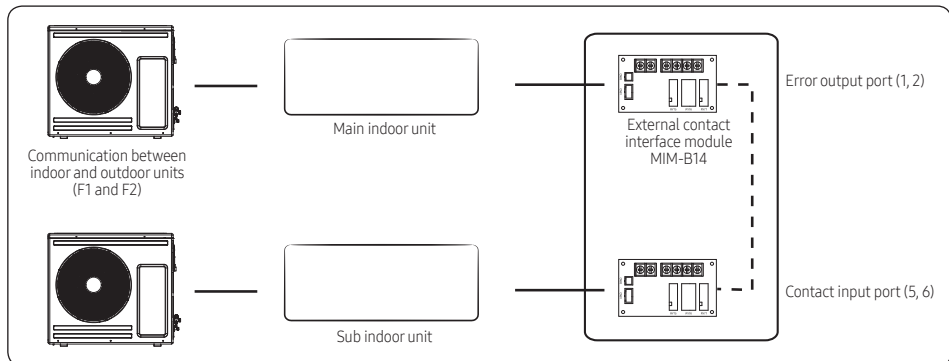 Error output port (1, 2)
Main indoor unit
External contact
interface module
MIM-B14
Communication between
indoor and outdoor units
(F1 and F2)
Contact input port (5, 6)
Sub indoor unit